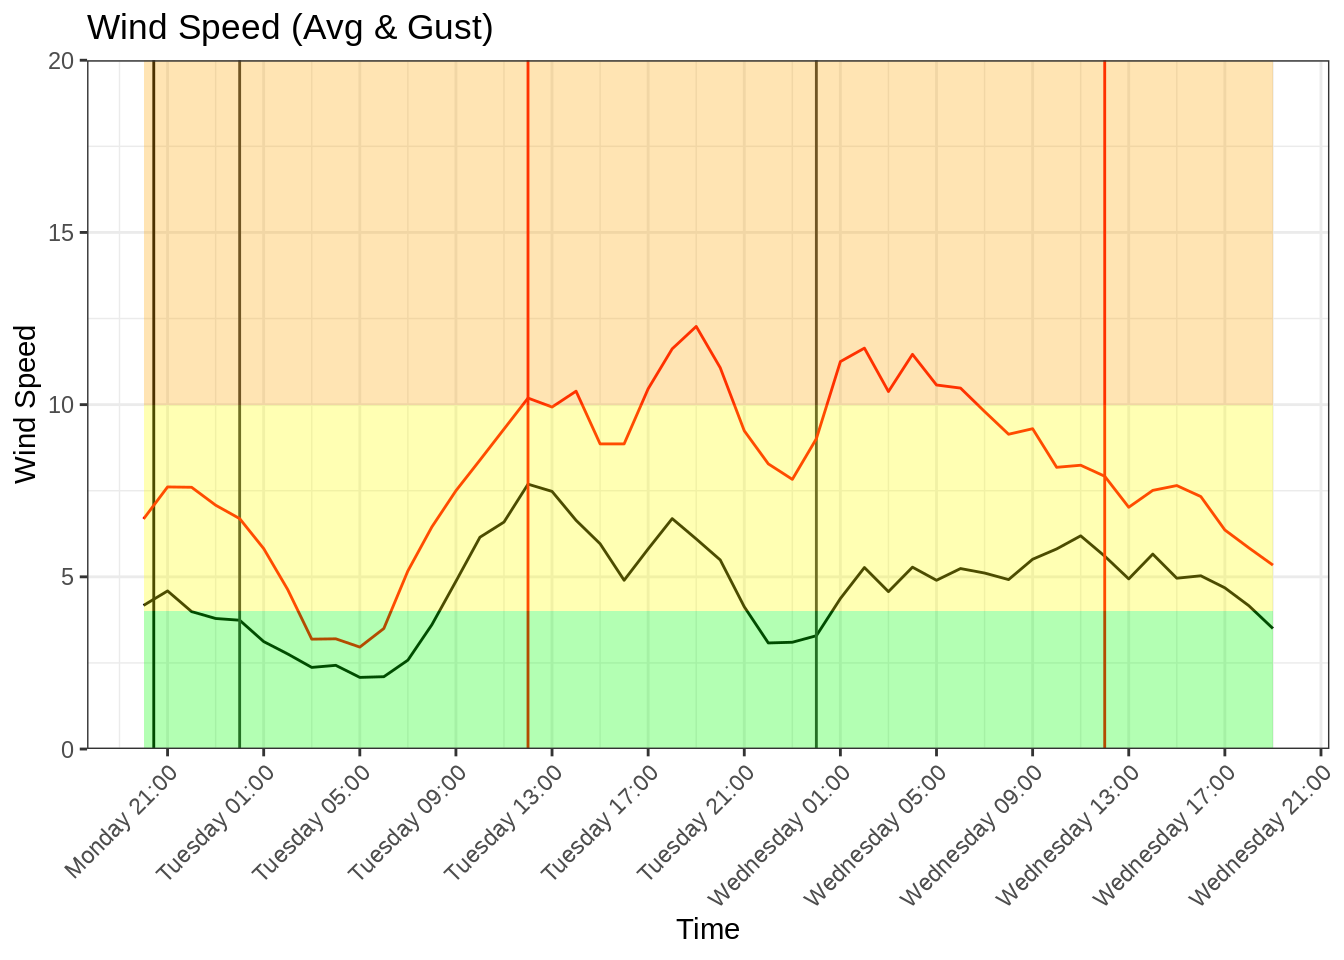 Wind Speed (Avg & Gust)
20
15
10
5
0
Wind Speed
Monday 21:00
Tuesday 01:00
Tuesday 05:00
Tuesday 09:00
Tuesday 13:00
Tuesday 17:00
Tuesday 21:00
Wednesday 01:00
Wednesday 05:00
Wednesday 09:00
Wednesday 13:00
Wednesday 17:00
Wednesday 21:00
Time